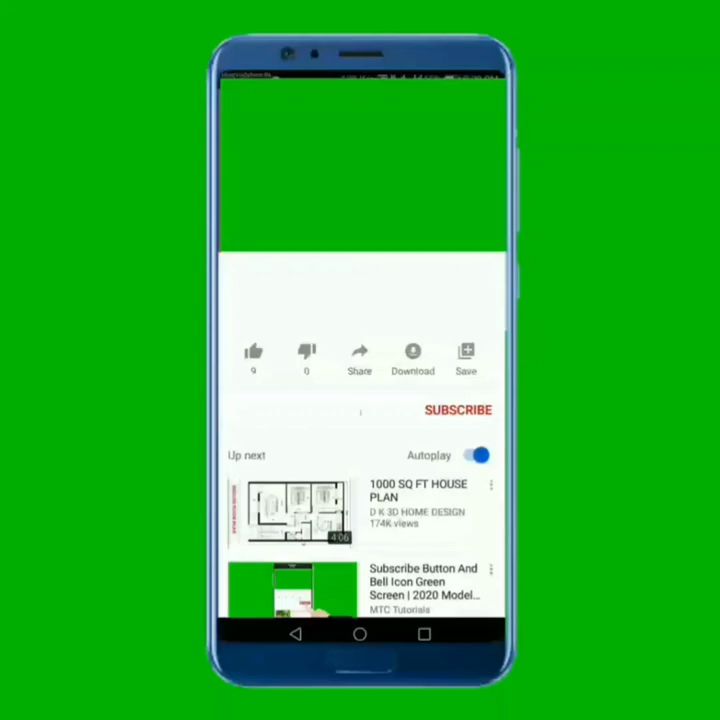 9
0
Share
Download
Save
SUBSCRIBE
Up next
Autoplay
1000 SQ FT HOUSE
PLAN
D K 3D HOME DESIGN
174K views
4:06
Subscribe Button And
Bell Icon Green
Screen | 2020 Model...
MTC Tutorials